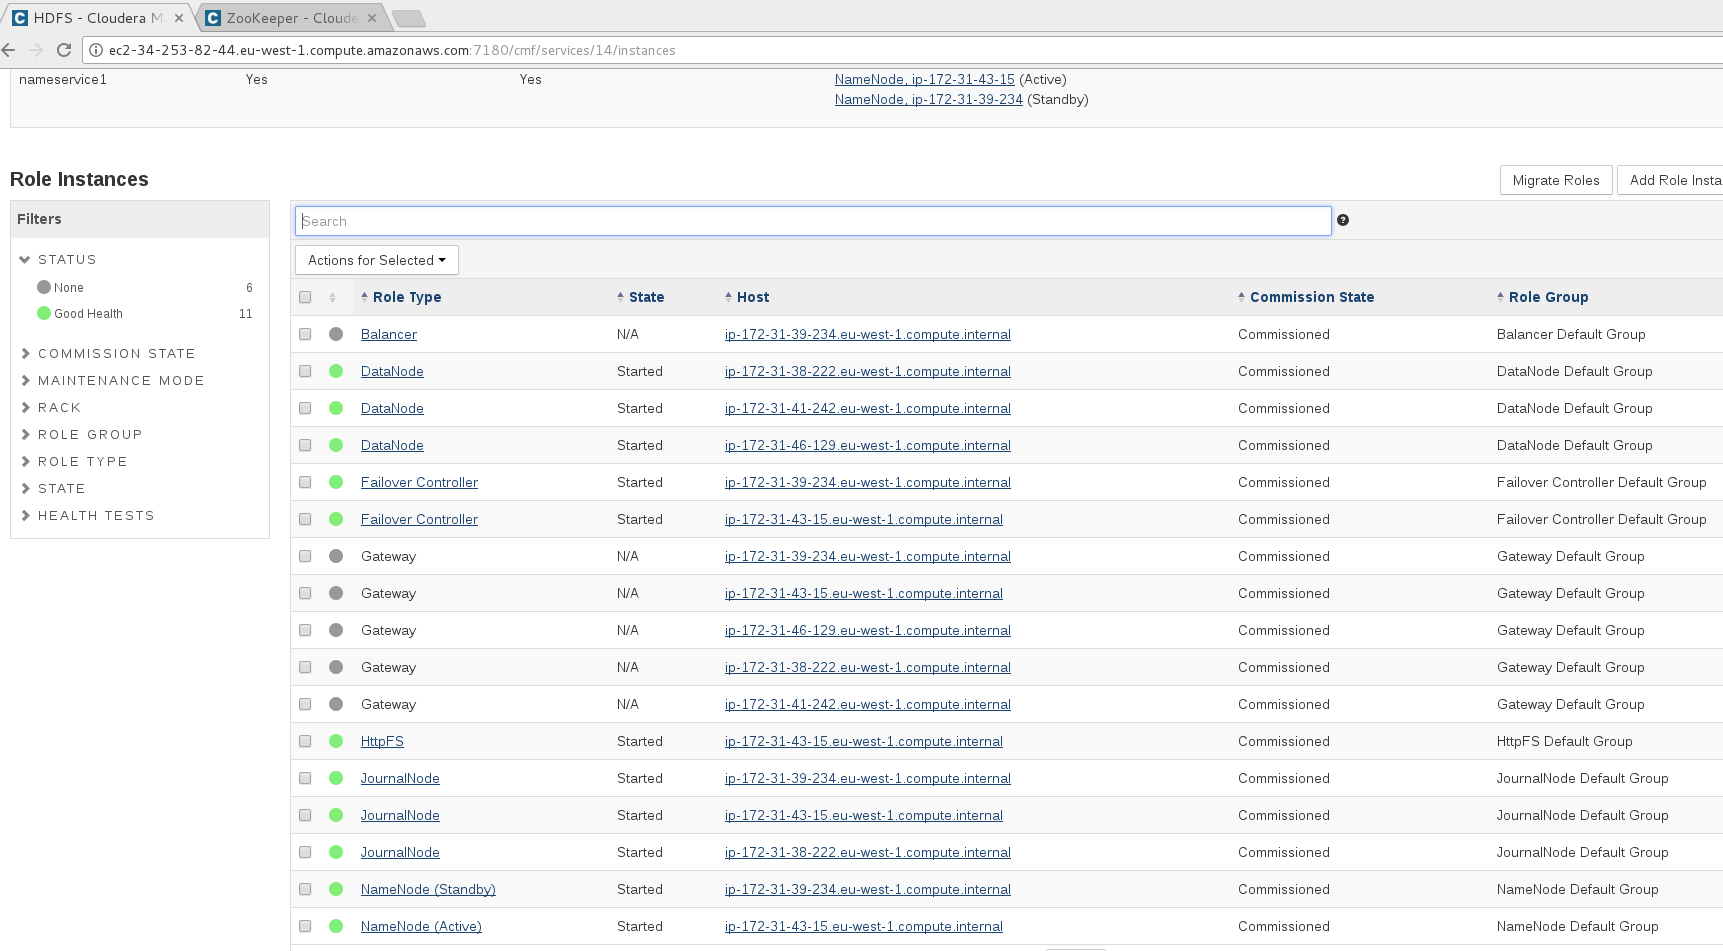 HDFS - Cloudera M
ZooKeeper - Cloude
ec2-34-253-82-44.eu-west-1.compute.amazonaws.com:7180/cmf/services/14/instances
nameservice1 Yes Yes NameNode, ip-172-31-43-15 (Active)
NameNode, ip-172-31-39-234 (Standby)
Role Instances
Migrate Roles
Add Role Insta
Filters
STATUS
None 6
Good Health 11
COMMISSION STATE
MAINTENANCE MODE
RACK
ROLE GROUP
ROLE TYPE
STATE
HEALTH TESTS
Search
Actions for Selected
Role Type State Host Commission State Role Group
Balancer N/A ip-172-31-39-234.eu-west-1.compute.internal Commissioned Balancer Default Group
DataNode Started ip-172-31-38-222.eu-west-1.compute.internal Commissioned DataNode Default Group
DataNode Started ip-172-31-41-242.eu-west-1.compute.internal Commissioned DataNode Default Group
DataNode Started ip-172-31-46-129.eu-west-1.compute.internal Commissioned DataNode Default Group
Failover Controller Started ip-172-31-39-234.eu-west-1.compute.internal Commissioned Failover Controller Default Group
Failover Controller Started ip-172-31-43-15.eu-west-1.compute.internal Commissioned Failover Controller Default Group
Gateway N/A ip-172-31-39-234.eu-west-1.compute.internal Commissioned Gateway Default Group
Gateway N/A ip-172-31-43-15.eu-west-1.compute.internal Commissioned Gateway Default Group
Gateway N/A ip-172-31-46-129.eu-west-1.compute.internal Commissioned Gateway Default Group
Gateway N/A ip-172-31-38-222.eu-west-1.compute.internal Commissioned Gateway Default Group
Gateway N/A ip-172-31-41-242.eu-west-1.compute.internal Commissioned Gateway Default Group
HttpFS Started ip-172-31-43-15.eu-west-1.compute.internal Commissioned HttpFS Default Group
JournalNode Started ip-172-31-39-234.eu-west-1.compute.internal Commissioned JournalNode Default Group
JournalNode Started ip-172-31-43-15.eu-west-1.compute.internal Commissioned JournalNode Default Group
JournalNode Started ip-172-31-38-222.eu-west-1.compute.internal Commissioned JournalNode Default Group
NameNode (Standby) Started ip-172-31-39-234.eu-west-1.compute.internal Commissioned NameNode Default Group
NameNode (Active) Started ip-172-31-43-15.eu-west-1.compute.internal Commissioned NameNode Default Group